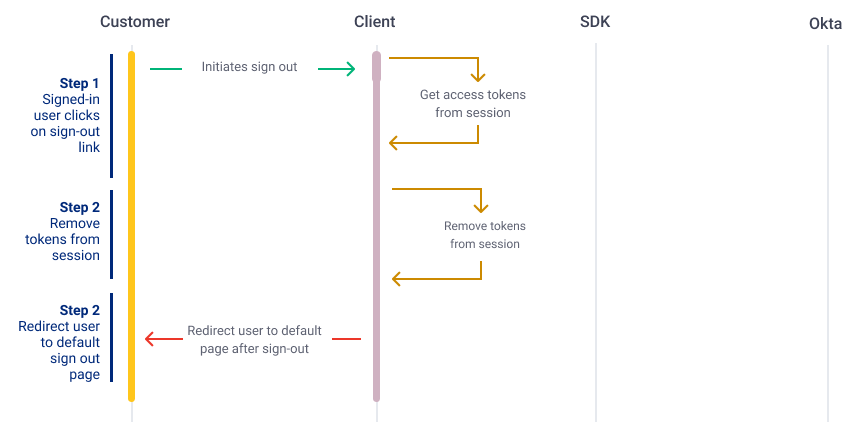 Customer
Client
SDK
Okta
Step 1
Signed-in
user clicks
on sign-out
link
Initiates sign out
Get access tokens
from session
Step 2
Remove
tokens from
session
Remove tokens
from session
Step 2
Redirect user
to default
sign out
page
Redirect user to default
page after sign-out